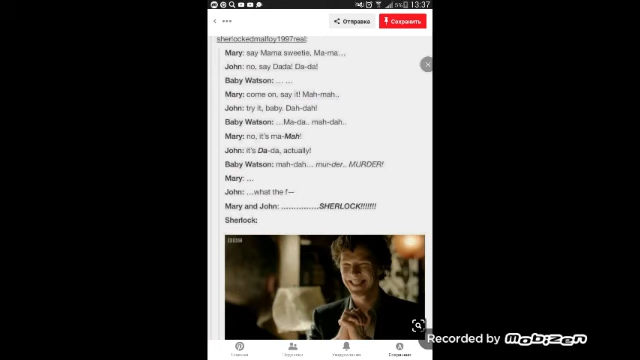 13:37
Отправка
Сохранить
sherlockedmalfoy1997real:
Mary: say Mama sweetie, Ma-ma…
John: no, say Dada! Da-da!
Baby Watson: … …
Mary: come on, say it! Mah-mah..
John: try it, baby. Dah-dah!
Baby Watson: …Ma-da.. mah-dah..
Mary: no, it's ma-Mah!
John: it's Da-da, actually!
Baby Watson: mah-dah… mur-der.. MURDER!
Mary: …
John: …what the f—
Mary and John: ………………SHERLOCK!!!!!!!
Sherlock:
Recorded by mobizen